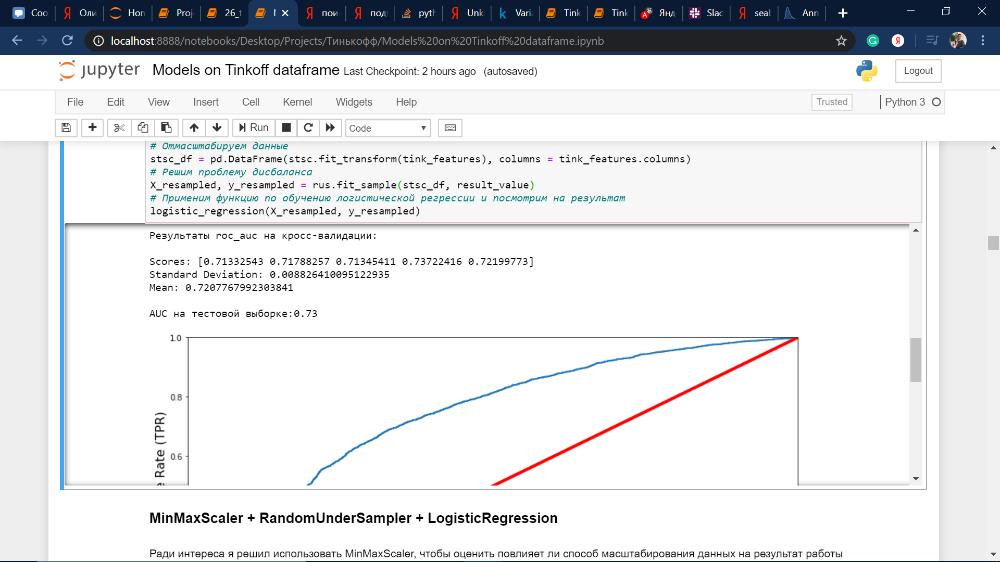 Coo
Оли
Hon
Proj
26_t
пои
под
pyth
Unk
Varia
Tink
Tink
Янд
Slac
seab
Ann
localhost:8888/notebooks/Desktop/Projects/Тинькофф/Models%20on%20Tinkoff%20dataframe.ipynb
jupyter Models on Tinkoff dataframe Last Checkpoint: 2 hours ago (autosaved)
Logout
File Edit View Insert Cell Kernel Widgets Help
Trusted
Python 3
Run
Code
# Отмасштабируем данные
stsc_df = pd.DataFrame(stsc.fit_transform(tink_features), columns = tink_features.columns)
# Решим проблему дисбаланса
X_resampled, y_resampled = rus.fit_sample(stsc_df, result_value)
# Применим функцию по обучению логистической регрессии и посмотрим на результат
logistic_regression(X_resampled, y_resampled)
Результаты roc_auc на кросс-валидации:
Scores: [0.71332543 0.71788257 0.71345411 0.73722416 0.72199773]
Standard Deviation: 0.008826410095122935
Mean: 0.7207767992303841
AUC на тестовой выборке:0.73
1.0
0.8
0.6
Rate (TPR)
MinMaxScaler + RandomUnderSampler + LogisticRegression
Ради интереса я решил использовать MinMaxScaler, чтобы оценить повлияет ли способ масштабирования данных на результат работы